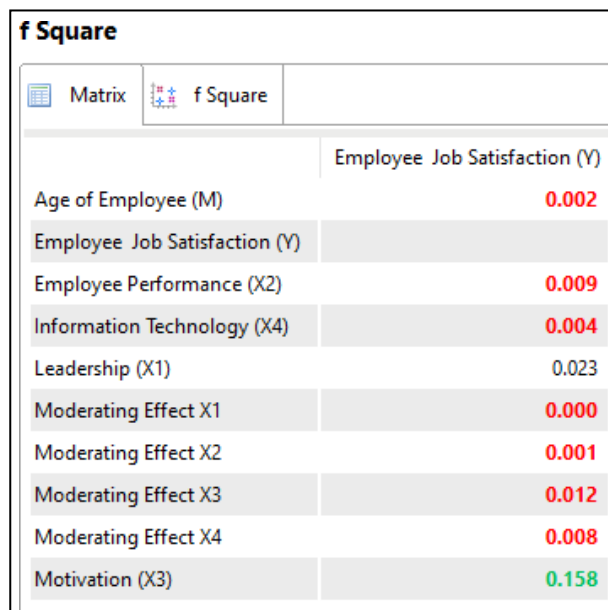 f Square
Matrix f Square
Employee Job Satisfaction (Y)
Age of Employee (M) 0.002
Employee Job Satisfaction (Y)
Employee Performance (X2) 0.009
Information Technology (X4) 0.004
Leadership (X1) 0.023
Moderating Effect X1 0.000
Moderating Effect X2 0.001
Moderating Effect X3 0.012
Moderating Effect X4 0.008
Motivation (X3) 0.158